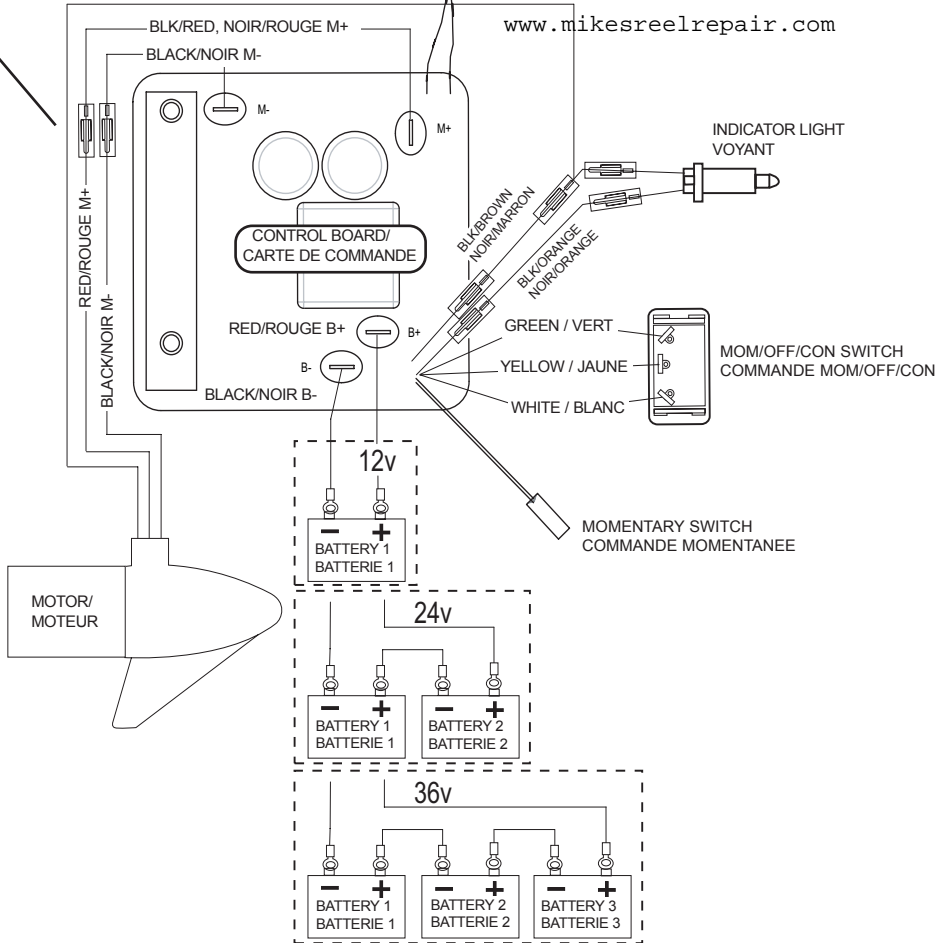 www.mikesreelrepair.com
BLK/RED, NOIR/ROUGE M+
BLACK/NOIR M-
M-
M+
INDICATOR LIGHT
VOYANT
RED/ROUGE M+
BLACK/NOIR M-
CONTROL BOARD/
CARTE DE COMMANDE
BLK/BROWN
NOIR/MARRON
BLK/ORANGE
NOIR/ORANGE
RED/ROUGE B+
B+
B-
BLACK/NOIR B-
GREEN / VERT
YELLOW / JAUNE
WHITE / BLANC
MOM/OFF/CON SWITCH
COMMANDE MOM/OFF/CON
MOMENTARY SWITCH
COMMANDE MOMENTANEE
MOTOR/
MOTEUR
12v
– +
BATTERY 1
BATTERIE 1
24v
– + – +
BATTERY 1
BATTERIE 1
BATTERY 2
BATTERIE 2
36v
– + – + – +
BATTERY 1
BATTERIE 1
BATTERY 2
BATTERIE 2
BATTERY 3
BATTERIE 3